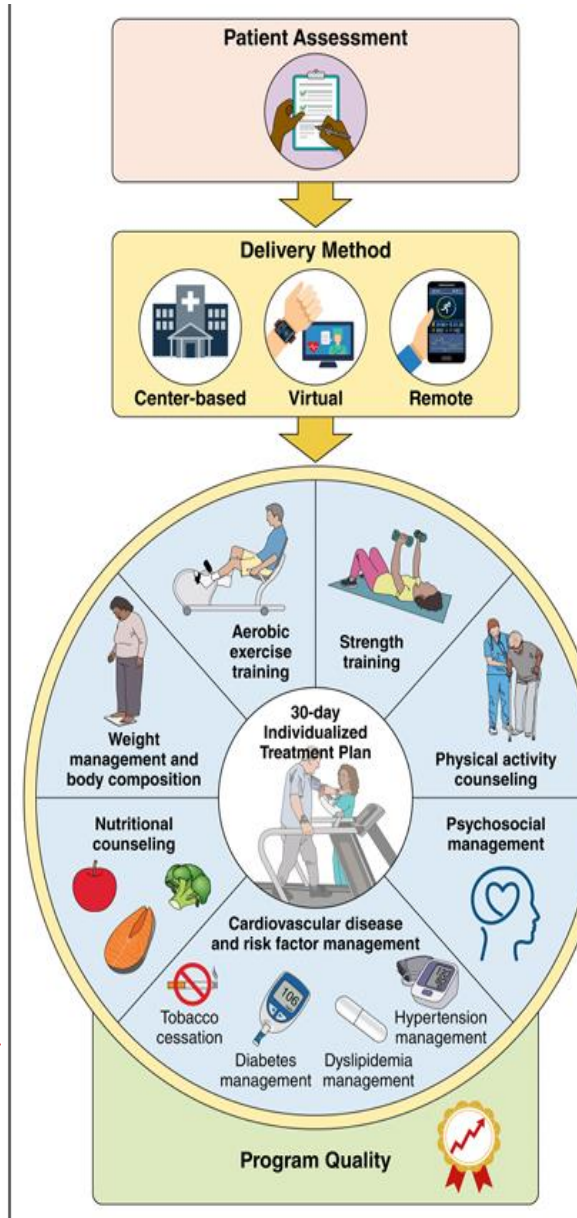 Patient Assessment
Delivery Method
Center-based
Virtual
Remote
Aerobic
exercise
training
Strength
training
Weight
management and
body composition
30-day
Individualized
Treatment Plan
Physical activity
counseling
Nutritional
counseling
Psychosocial
management
Cardiovascular disease
and risk factor management
Tobacco
cessation
106
Diabetes
management
Dyslipidemia
management
Hypertension
management
Program Quality